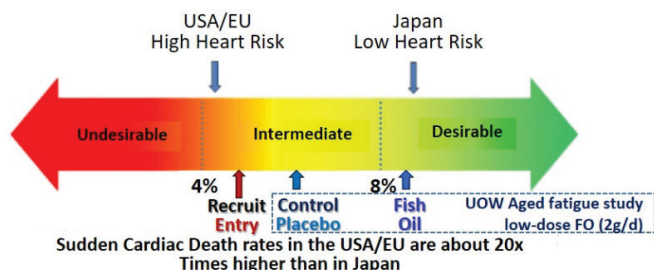 USA/EU
High Heart Risk
Japan
Low Heart Risk
Undesirable
Intermediate
Desirable
4%
8%
Recruit
Entry
Control
Placebo
Fish
Oil
UOW Aged fatigue study
low-dose FO (2g/d)
Sudden Cardiac Death rates in the USA/EU are about 20x
Times higher than in Japan